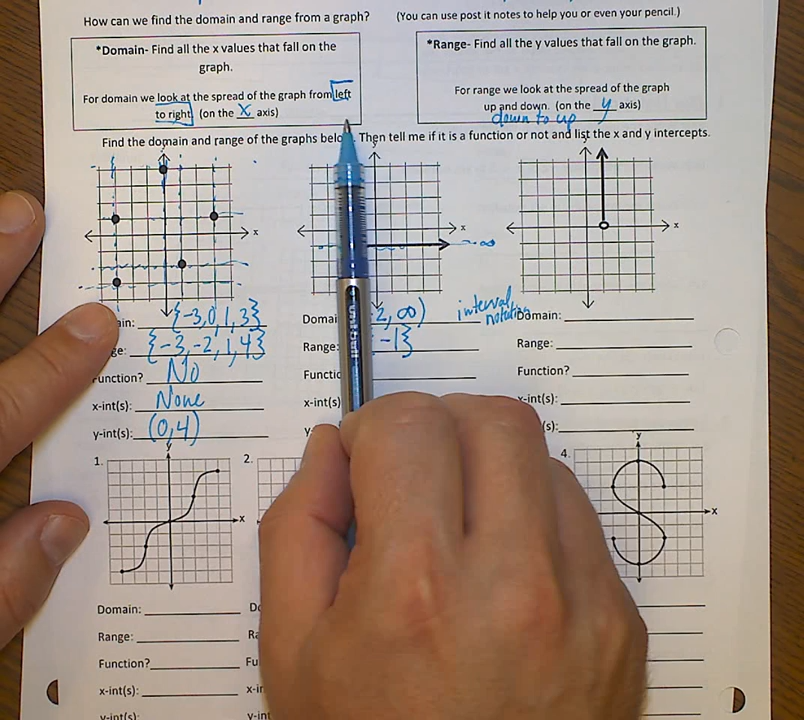 How can we find the domain and range from a graph? (You can use post it notes to help you or even your pencil.)
*Domain- Find all the x values that fall on the
graph.
For domain we look at the spread of the graph from left
to right. (on the X axis)
*Range- Find all the y values that fall on the graph.
For range we look at the spread of the graph
up and down. (on the y axis)
down to up
Find the domain and range of the graphs below. Then tell me if it is a function or not and list the x and y intercepts.
y
x
x
-∞
x
ain: {-3,0,1,3}
ge: {-3,-2,1,4}
Function? No
x-int(s): None
y-int(s): (0,4)
Domai 2, ∞)
interval
notation
Range: -1}
Functio
x-int(s)
y-
Domain:
Range:
Function?
x-int(s):
(s):
1.
y
x
2.
4.
y
x
Domain:
Range:
Function?
x-int(s):
y-int(s):
Do
Ra
Fu
x-in
y-int